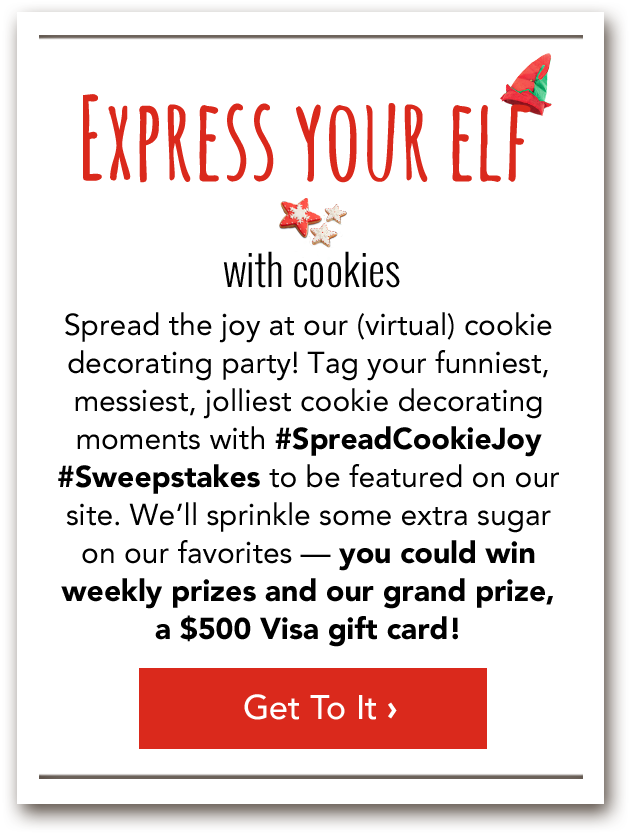 EXPRESS YOUR ELF
with cookies
Spread the joy at our (virtual) cookie
decorating party! Tag your funniest,
messiest, jolliest cookie decorating
moments with #SpreadCookieJoy
#Sweepstakes to be featured on our
site. We’ll sprinkle some extra sugar
on our favorites — you could win
weekly prizes and our grand prize,
a $500 Visa gift card!
Get To It ›